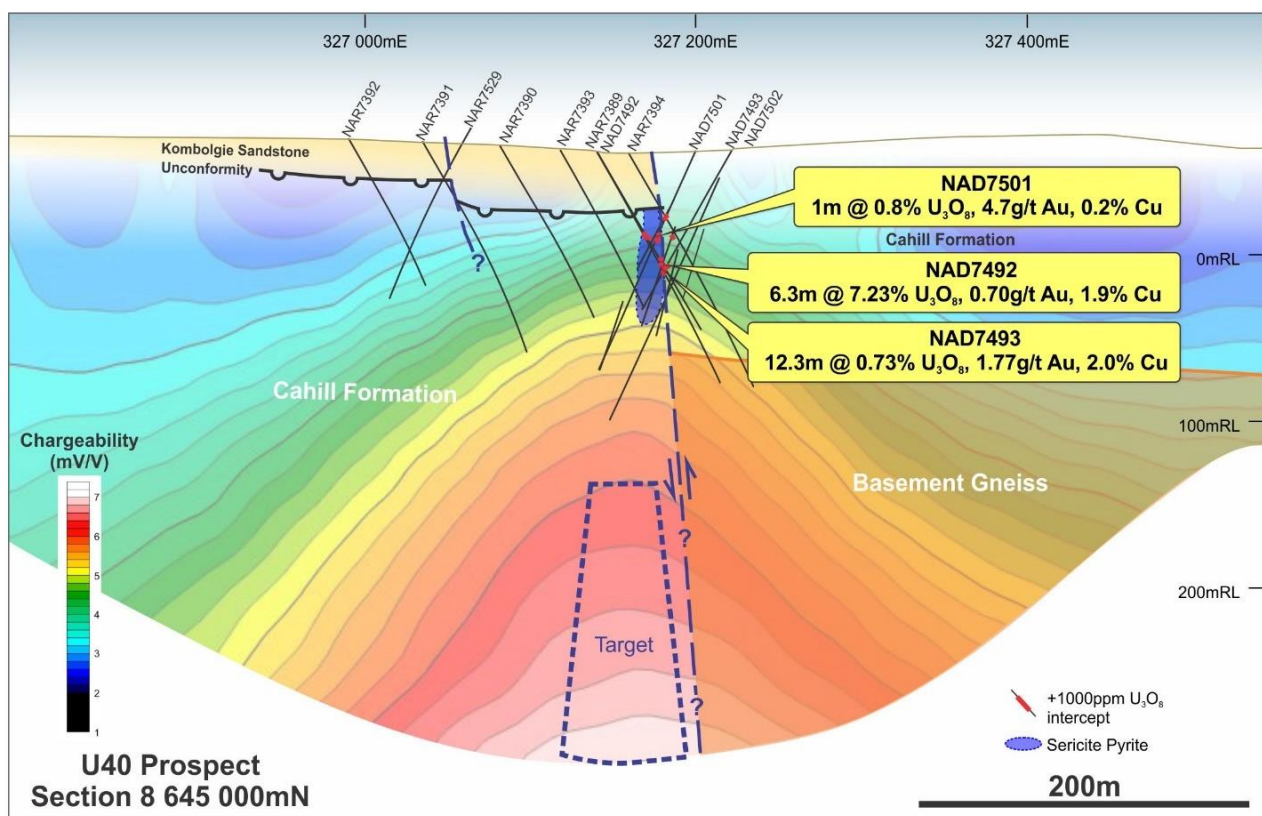 327 000mE
327 200mE
327 400mE
NAR7392
NAR7391
NAR7529
NAR7390
NAR7393
NAR7389
NAD7492
NAR7394
NAD7501
NAD7493
NAD7502
Kombolgie Sandstone
Unconformity
NAD7501
1m @ 0.8% U₃O₈, 4.7g/t Au, 0.2% Cu
Cahill Formation
0mRL
NAD7492
6.3m @ 7.23% U₃O₈, 0.70g/t Au, 1.9% Cu
NAD7493
12.3m @ 0.73% U₃O₈, 1.77g/t Au, 2.0% Cu
?
Cahill Formation
100mRL
Chargeability
(mV/V)
7
6
5
4
3
2
1
Basement Gneiss
?
200mRL
Target
?
+1000ppm U₃O₈
intercept
Sericite Pyrite
U40 Prospect
Section 8 645 000mN
200m